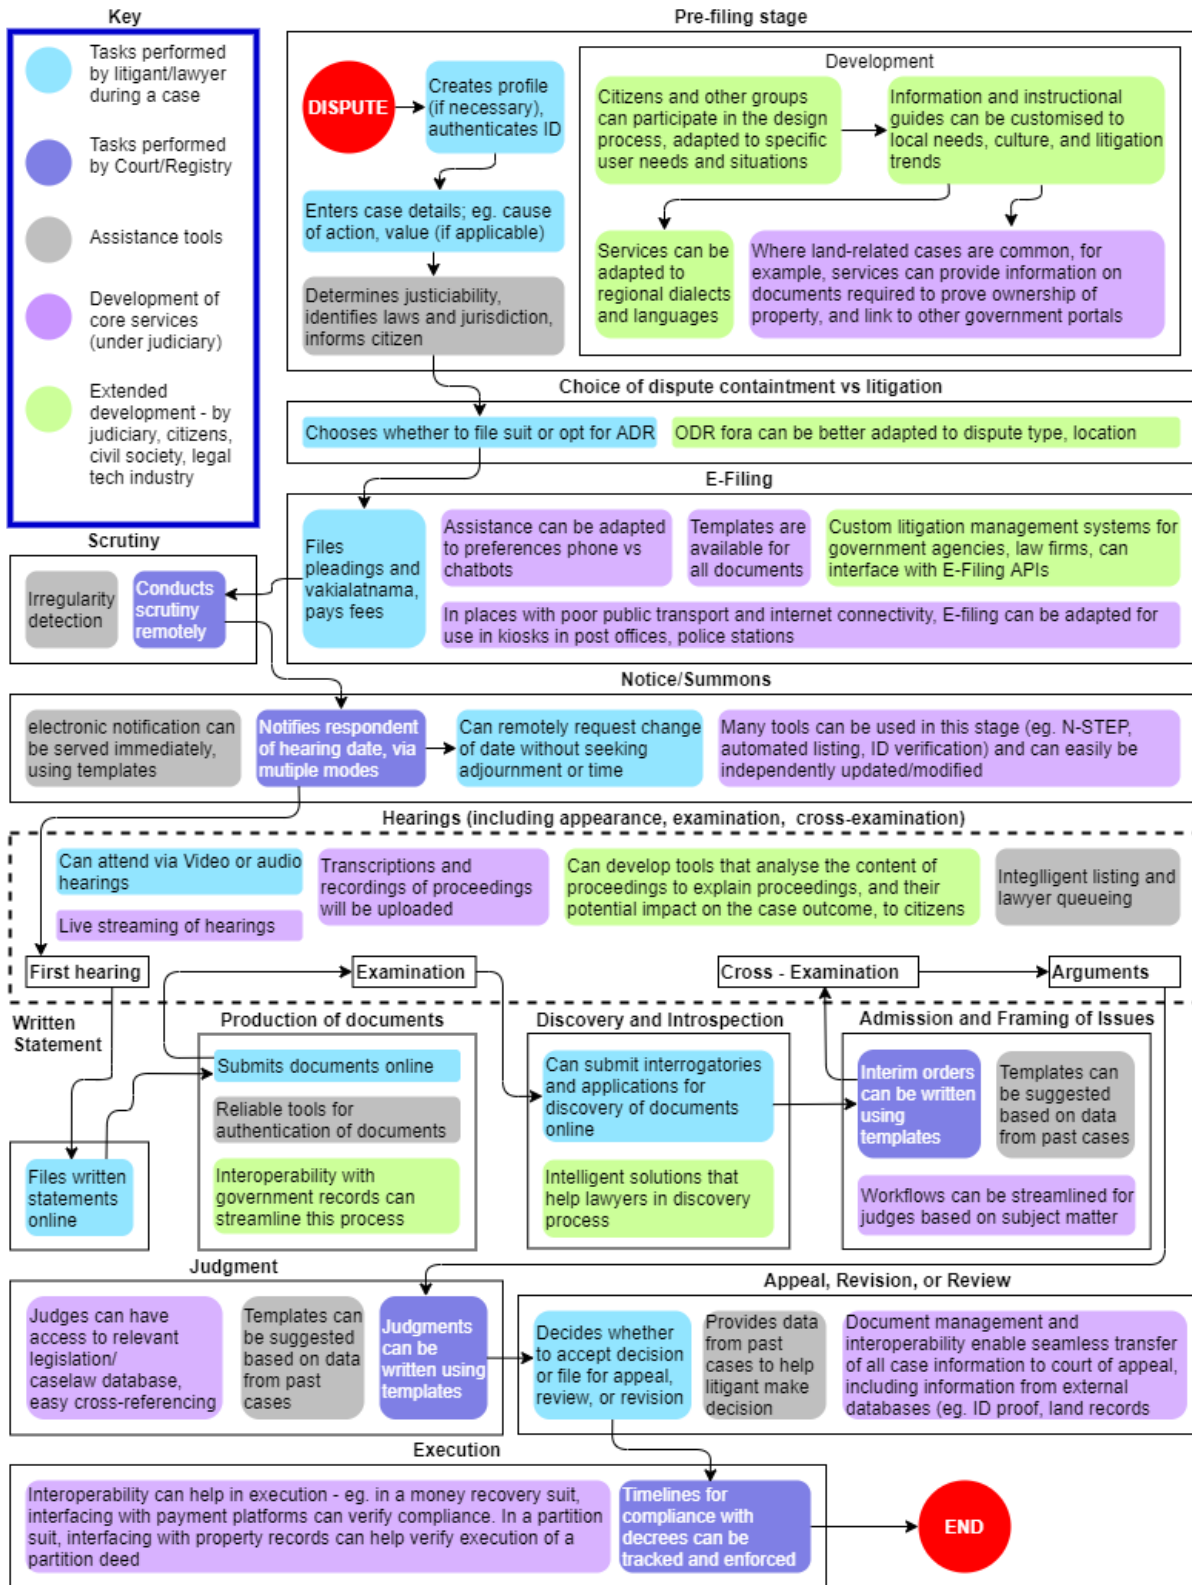 Key
Tasks performed
by litigant/lawyer
during a case
Tasks performed
by Court/Registry
Assistance tools
Development of
core services
(under judiciary)
Extended
development - by
judiciary, citizens,
civil society, legal
tech industry
Pre-filing stage
DISPUTE
Creates profile
(if necessary),
authenticates ID
Enters case details; eg. cause
of action, value (if applicable)
Determines justiciability,
identifies laws and jurisdiction,
informs citizen
Development
Citizens and other groups
can participate in the design
process, adapted to specific
user needs and situations
Information and instructional
guides can be customised to
local needs, culture, and litigation
trends
Services can be
adapted to
regional dialects
and languages
Where land-related cases are common, for
example, services can provide information on
documents required to prove ownership of
property, and link to other government portals
Choice of dispute containtment vs litigation
Chooses whether to file suit or opt for ADR
ODR fora can be better adapted to dispute type, location
E-Filing
Files
pleadings and
vakialatnama,
pays fees
Assistance can be adapted
to preferences phone vs
chatbots
Templates are
available for
all documents
Custom litigation management systems for
government agencies, law firms, can
interface with E-Filing APIs
In places with poor public transport and internet connectivity, E-filing can be adapted for
use in kiosks in post offices, police stations
Scrutiny
Irregularity
detection
Conducts
scrutiny
remotely
Notice/Summons
electronic notification can
be served immediately,
using templates
Notifies respondent
of hearing date, via
mutiple modes
Can remotely request change
of date without seeking
adjournment or time
Many tools can be used in this stage (eg. N-STEP,
automated listing, ID verification) and can easily be
independently updated/modified
Hearings (including appearance, examination, cross-examination)
Can attend via Video or audio
hearings
Live streaming of hearings
Transcriptions and
recordings of proceedings
will be uploaded
Can develop tools that analyse the content of
proceedings to explain proceedings, and their
potential impact on the case outcome, to citizens
Integlligent listing and
lawyer queueing
First hearing
Examination
Cross - Examination
Arguments
Written
Statement
Files written
statements
online
Production of documents
Submits documents online
Reliable tools for
authentication of documents
Interoperability with
government records can
streamline this process
Discovery and Introspection
Can submit interrogatories
and applications for
discovery of documents
online
Intelligent solutions that
help lawyers in discovery
process
Admission and Framing of Issues
Interim orders
can be written
using
templates
Templates can
be suggested
based on data
from past cases
Workflows can be streamlined for
judges based on subject matter
Judgment
Judges can have
access to relevant
legislation/
caselaw database,
easy cross-referencing
Templates can
be suggested
based on data
from past
cases
Judgments
can be
written using
templates
Appeal, Revision, or Review
Decides whether
to accept decision
or file for appeal,
review, or revision
Provides data
from past
cases to help
litigant make
decision
Document management and
interoperability enable seamless transfer
of all case information to court of appeal,
including information from external
databases (eg. ID proof, land records
Execution
Interoperability can help in execution - eg. in a money recovery suit,
interfacing with payment platforms can verify compliance. In a partition
suit, interfacing with property records can help verify execution of a
partition deed
Timelines for
compliance with
decrees can be
tracked and enforced
END